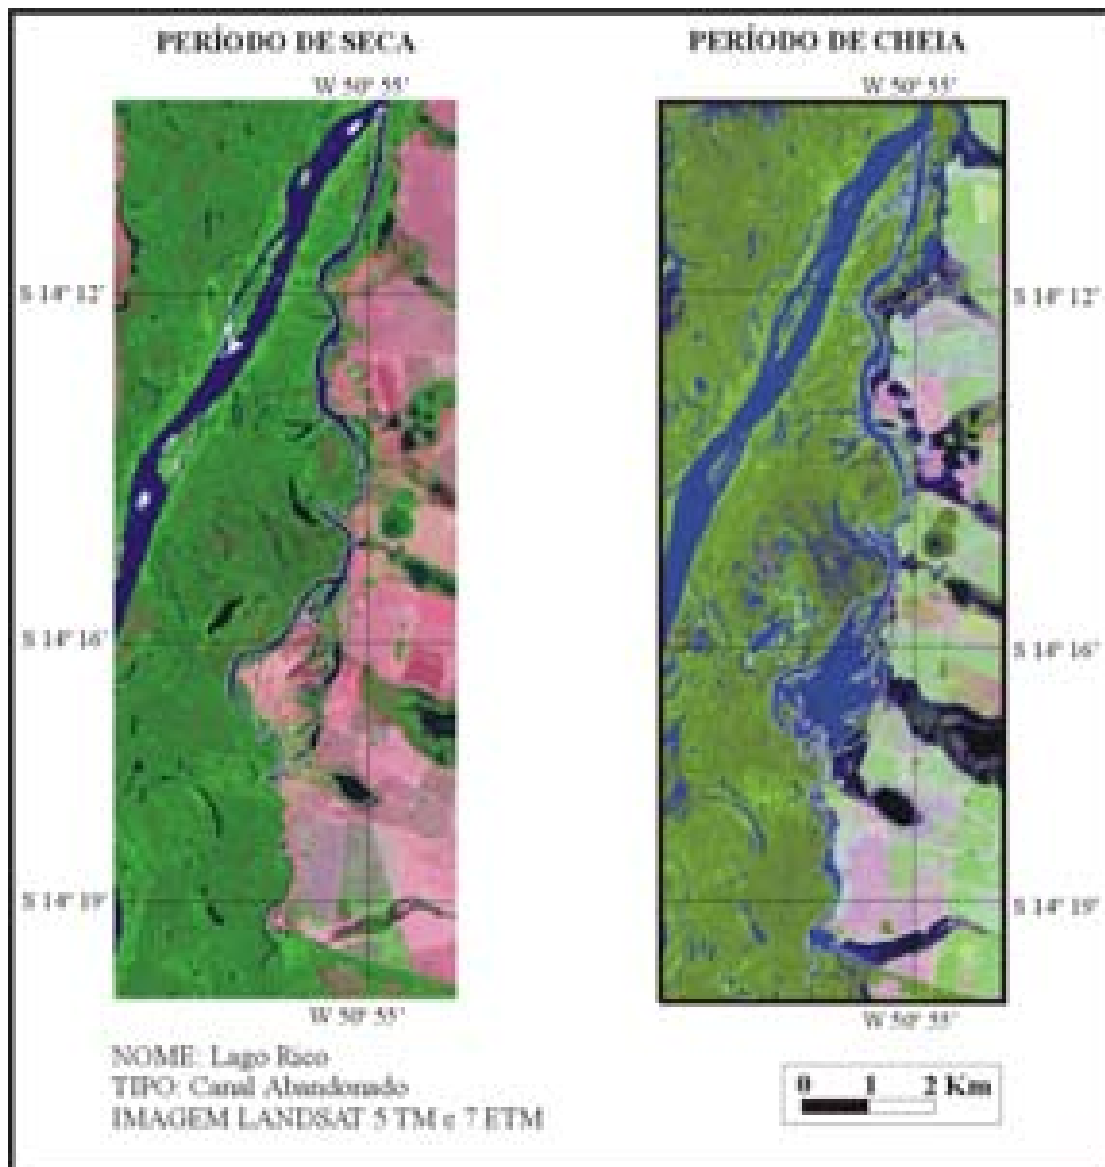 PERÍODO DE SECA
PERÍODO DE CHEIA
W 50° 55'
W 50° 55'
S 14° 12'
S 14° 12'
S 14° 16'
S 14° 16'
S 14° 19'
S 14° 19'
W 50° 55'
W 50° 55'
NOME: Lago Rico
TIPO: Canal Abandonado
IMAGEM LANDSAT 5 TM e 7 ETM
0 1 2 Km